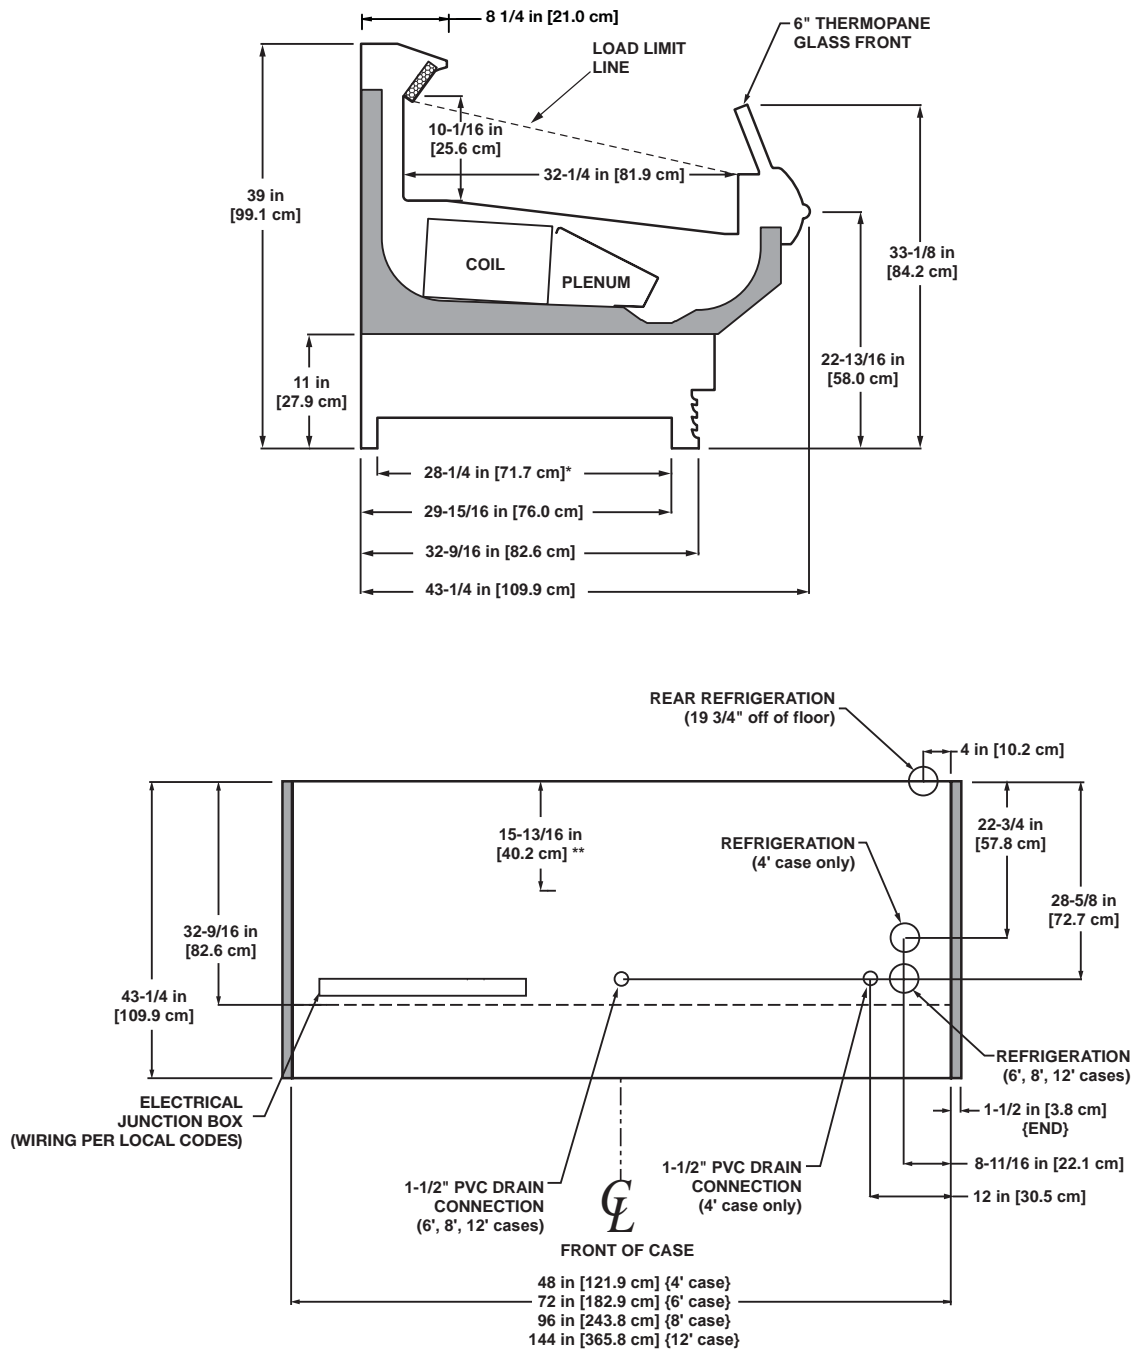 8 1/4 in [21.0 cm]
6" THERMOPANE
GLASS FRONT
LOAD LIMIT
LINE
10-1/16 in
[25.6 cm]
32-1/4 in [81.9 cm]
39 in
[99.1 cm]
33-1/8 in
[84.2 cm]
COIL
PLENUM
22-13/16 in
[58.0 cm]
11 in
[27.9 cm]
28-1/4 in [71.7 cm]*
29-15/16 in [76.0 cm]
32-9/16 in [82.6 cm]
43-1/4 in [109.9 cm]
REAR REFRIGERATION
(19 3/4" off of floor)
4 in [10.2 cm]
15-13/16 in
[40.2 cm] **
22-3/4 in
[57.8 cm]
REFRIGERATION
(4' case only)
28-5/8 in
[72.7 cm]
32-9/16 in
[82.6 cm]
43-1/4 in
[109.9 cm]
REFRIGERATION
(6', 8', 12' cases)
ELECTRICAL
JUNCTION BOX
(WIRING PER LOCAL CODES)
1-1/2 in [3.8 cm]
{END}
8-11/16 in [22.1 cm]
1-1/2" PVC DRAIN
CONNECTION
(4' case only)
1-1/2" PVC DRAIN
CONNECTION
(6', 8', 12' cases)
12 in [30.5 cm]
CL
FRONT OF CASE
48 in [121.9 cm] {4' case}
72 in [182.9 cm] {6' case}
96 in [243.8 cm] {8' case}
144 in [365.8 cm] {12' case}